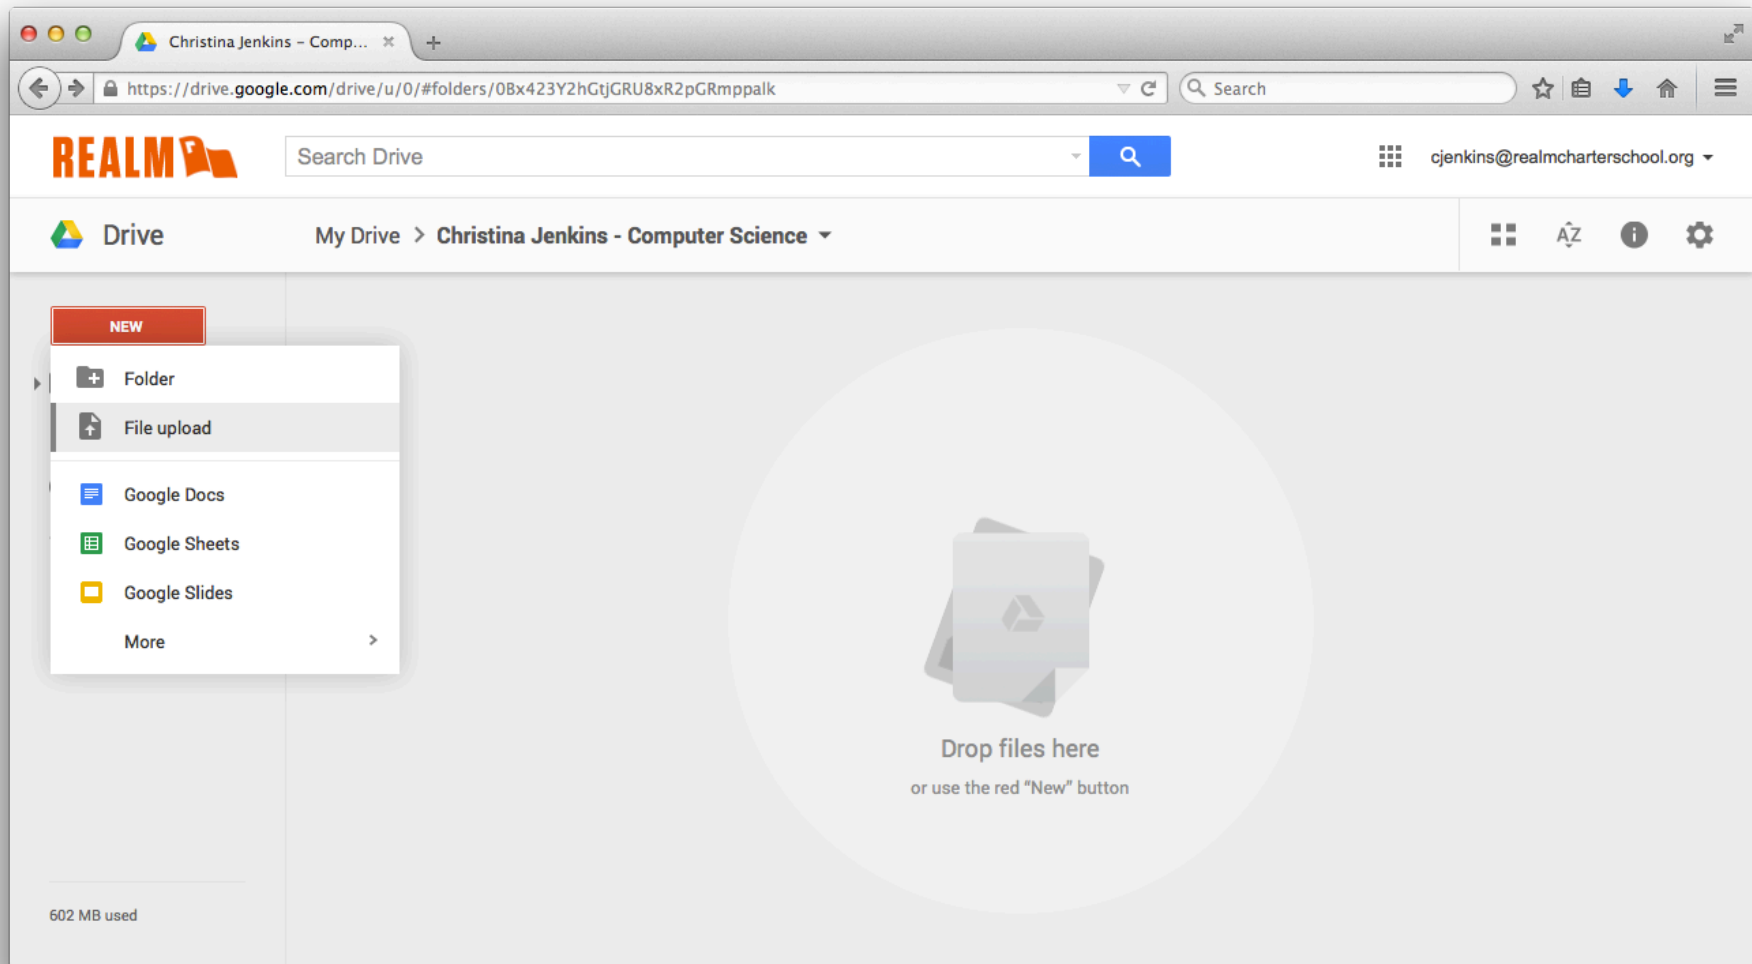 Christina Jenkins – Comp...
https://drive.google.com/drive/u/0/#folders/0Bx423Y2hGtjGRU8xR2pGRmppalk
Search
REALM
Search Drive
cjenkins@realmcharterschool.org
Drive
My Drive > Christina Jenkins - Computer Science
AZ
NEW
Folder
File upload
Google Docs
Google Sheets
Google Slides
More
Drop files here
or use the red “New” button
602 MB used